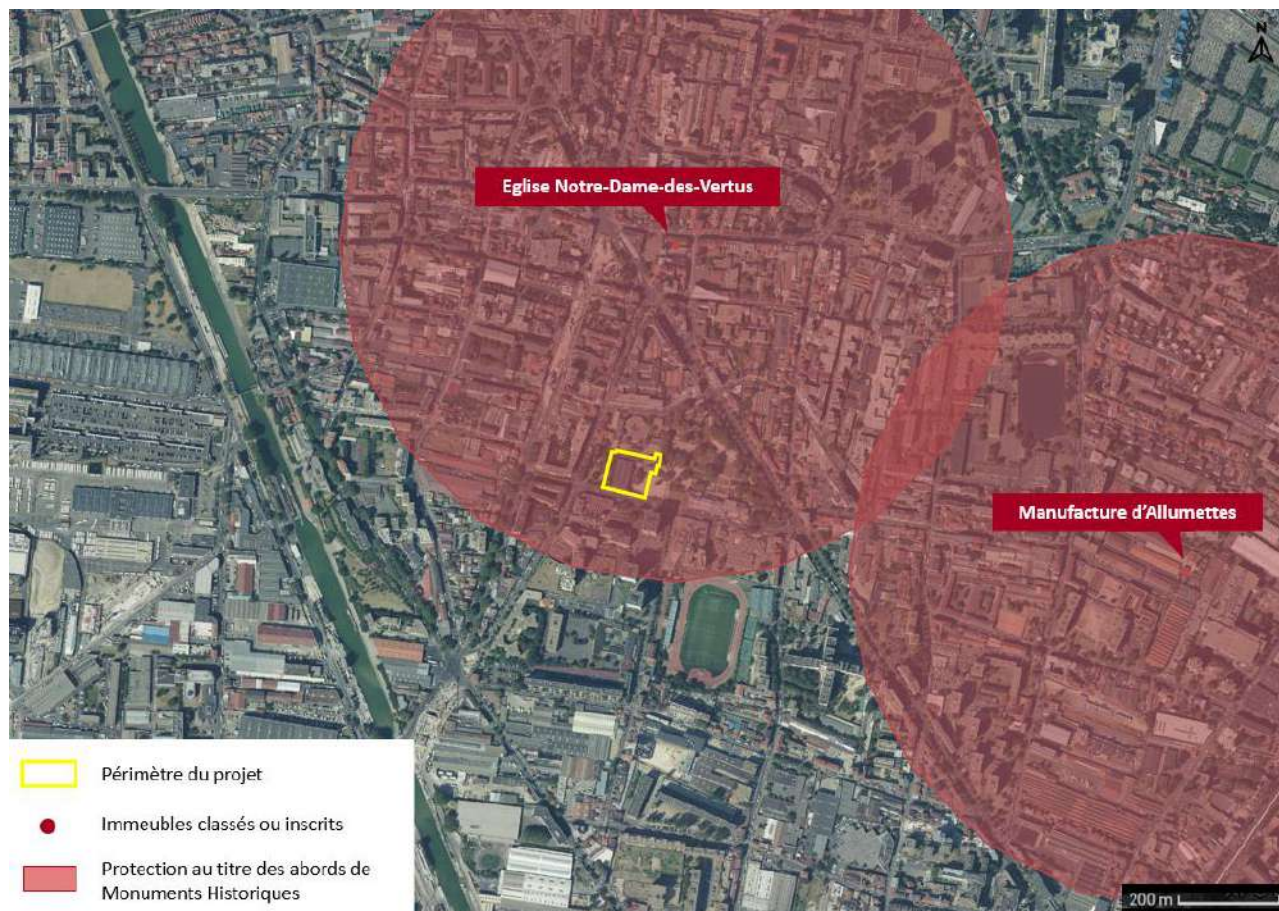 N
Eglise Notre-Dame-des-Vertus
Manufacture d'Allumettes
Périmètre du projet
Immeubles classés ou inscrits
Protection au titre des abords de
Monuments Historiques
200 m